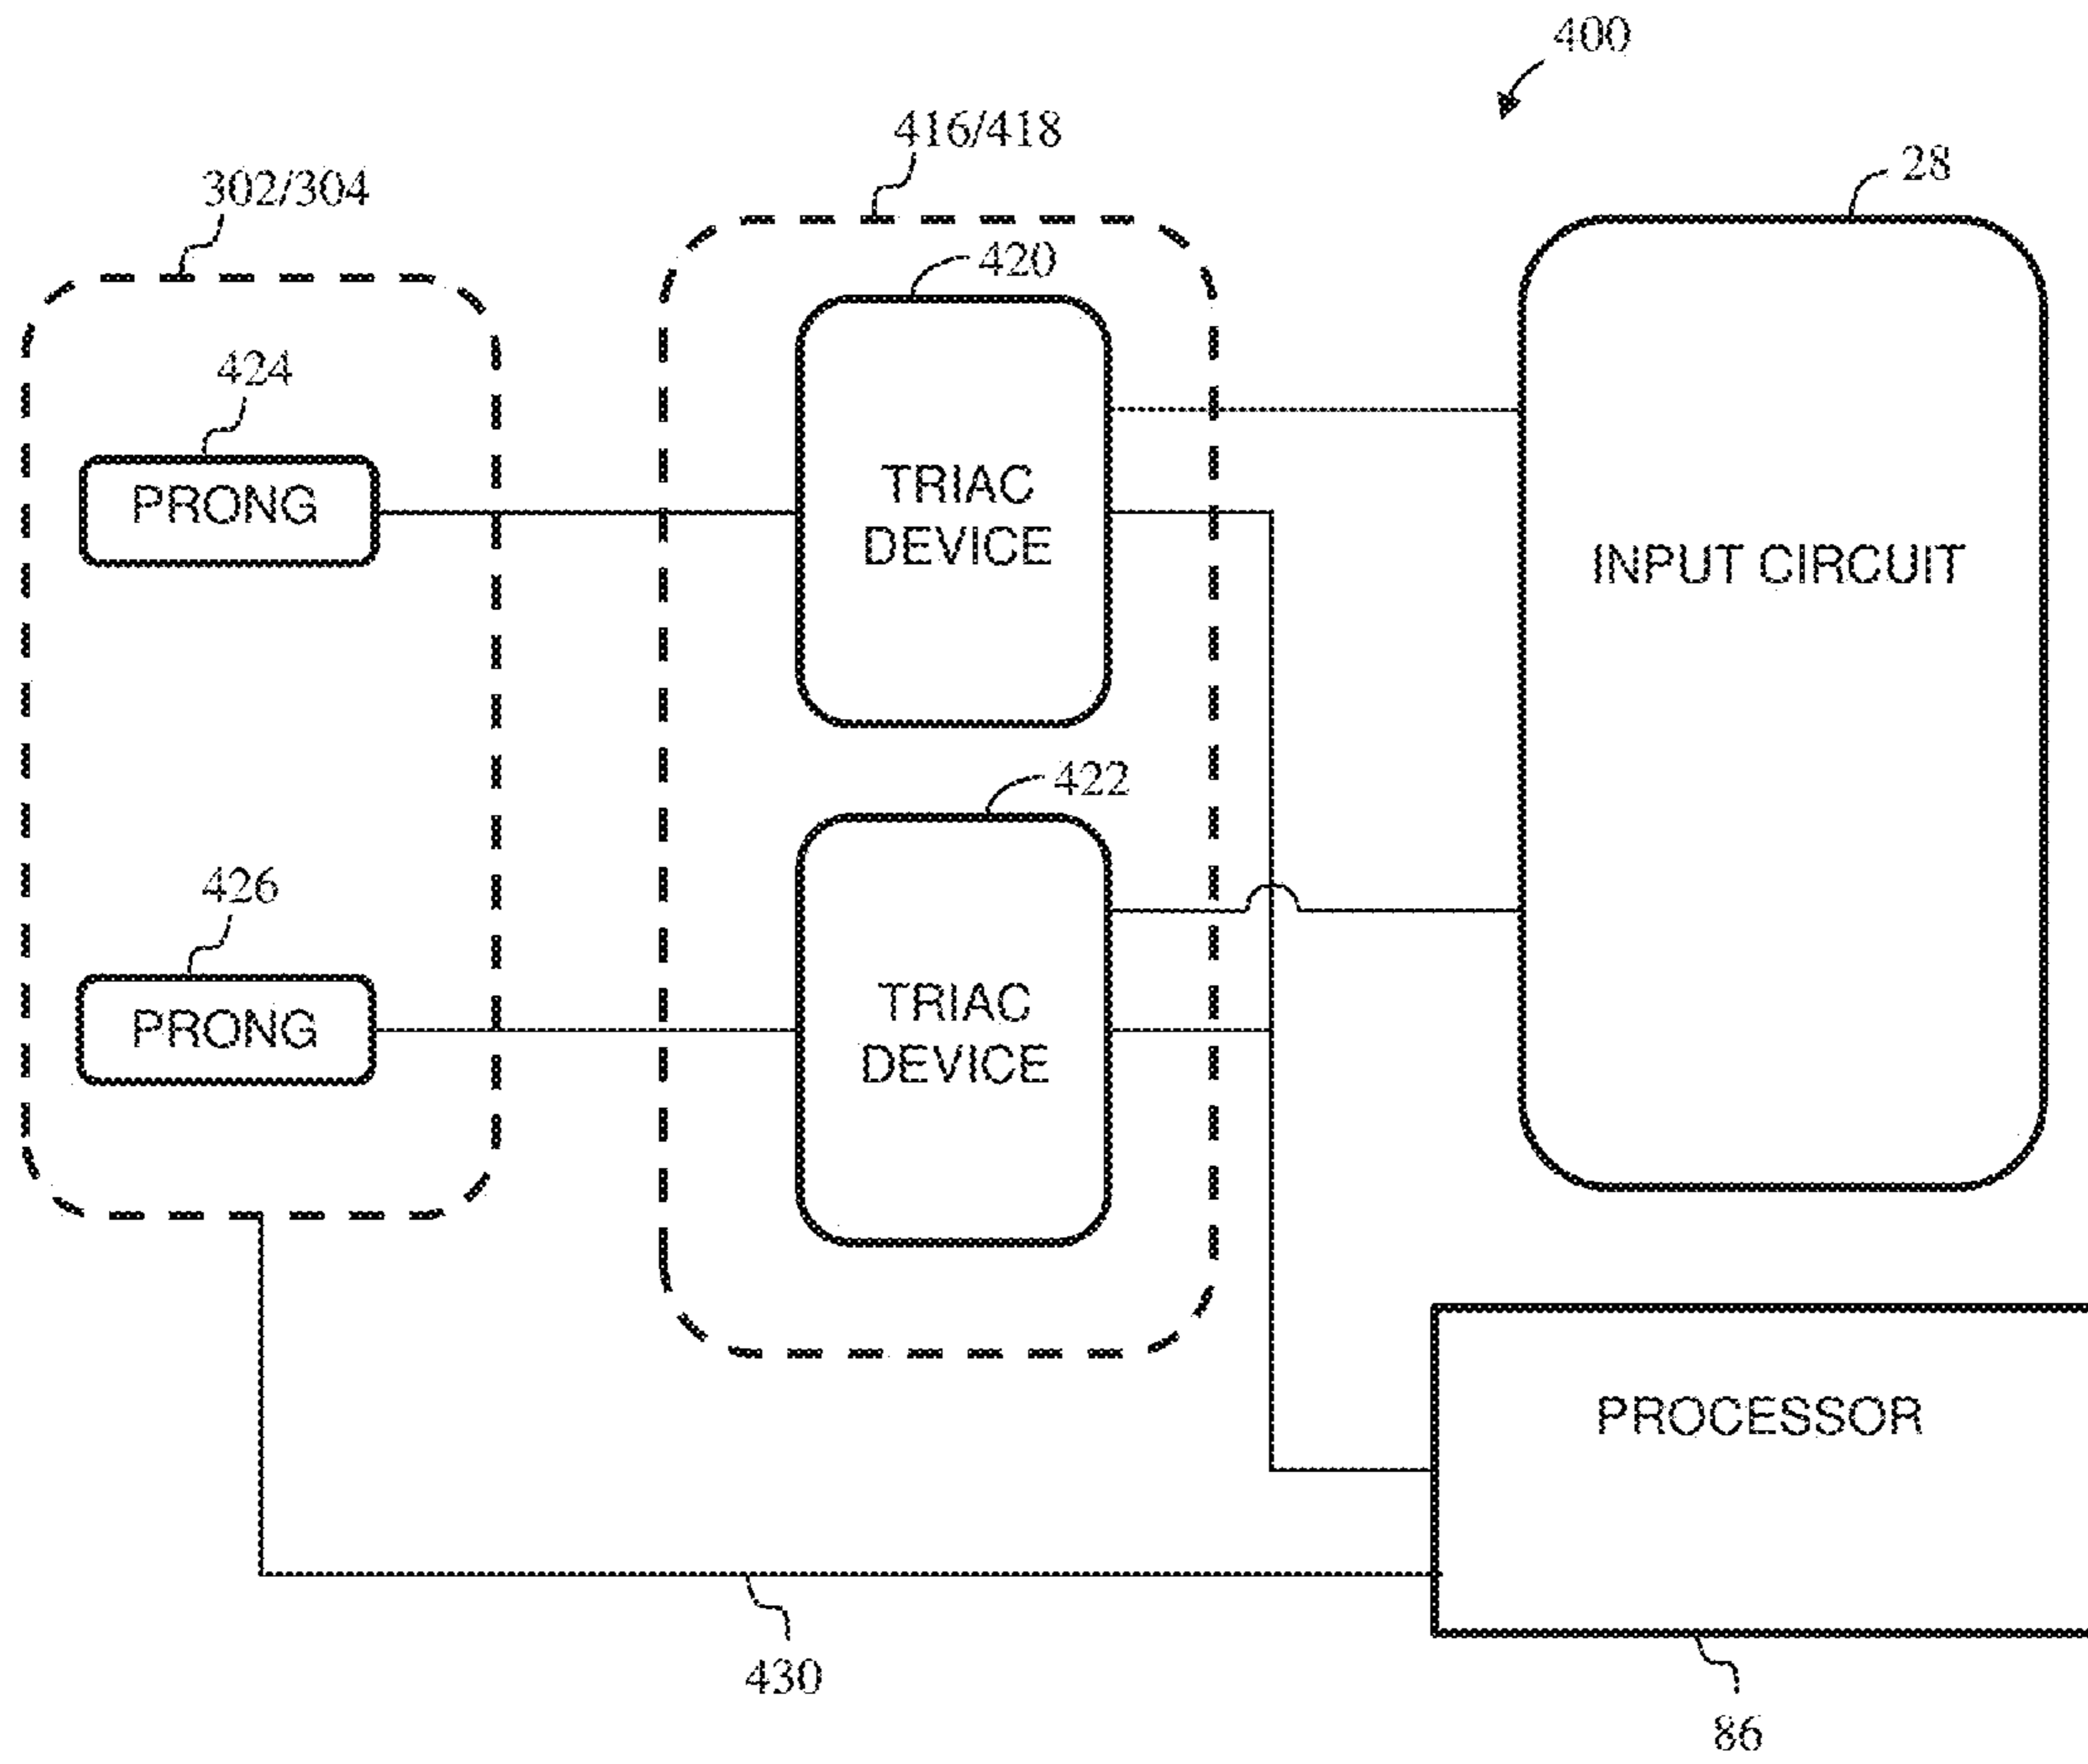 400
416/418
28
302/304
420
424
PRONG
TRIAC
DEVICE
INPUT CIRCUIT
422
426
PRONG
TRIAC
DEVICE
PROCESSOR
430
86